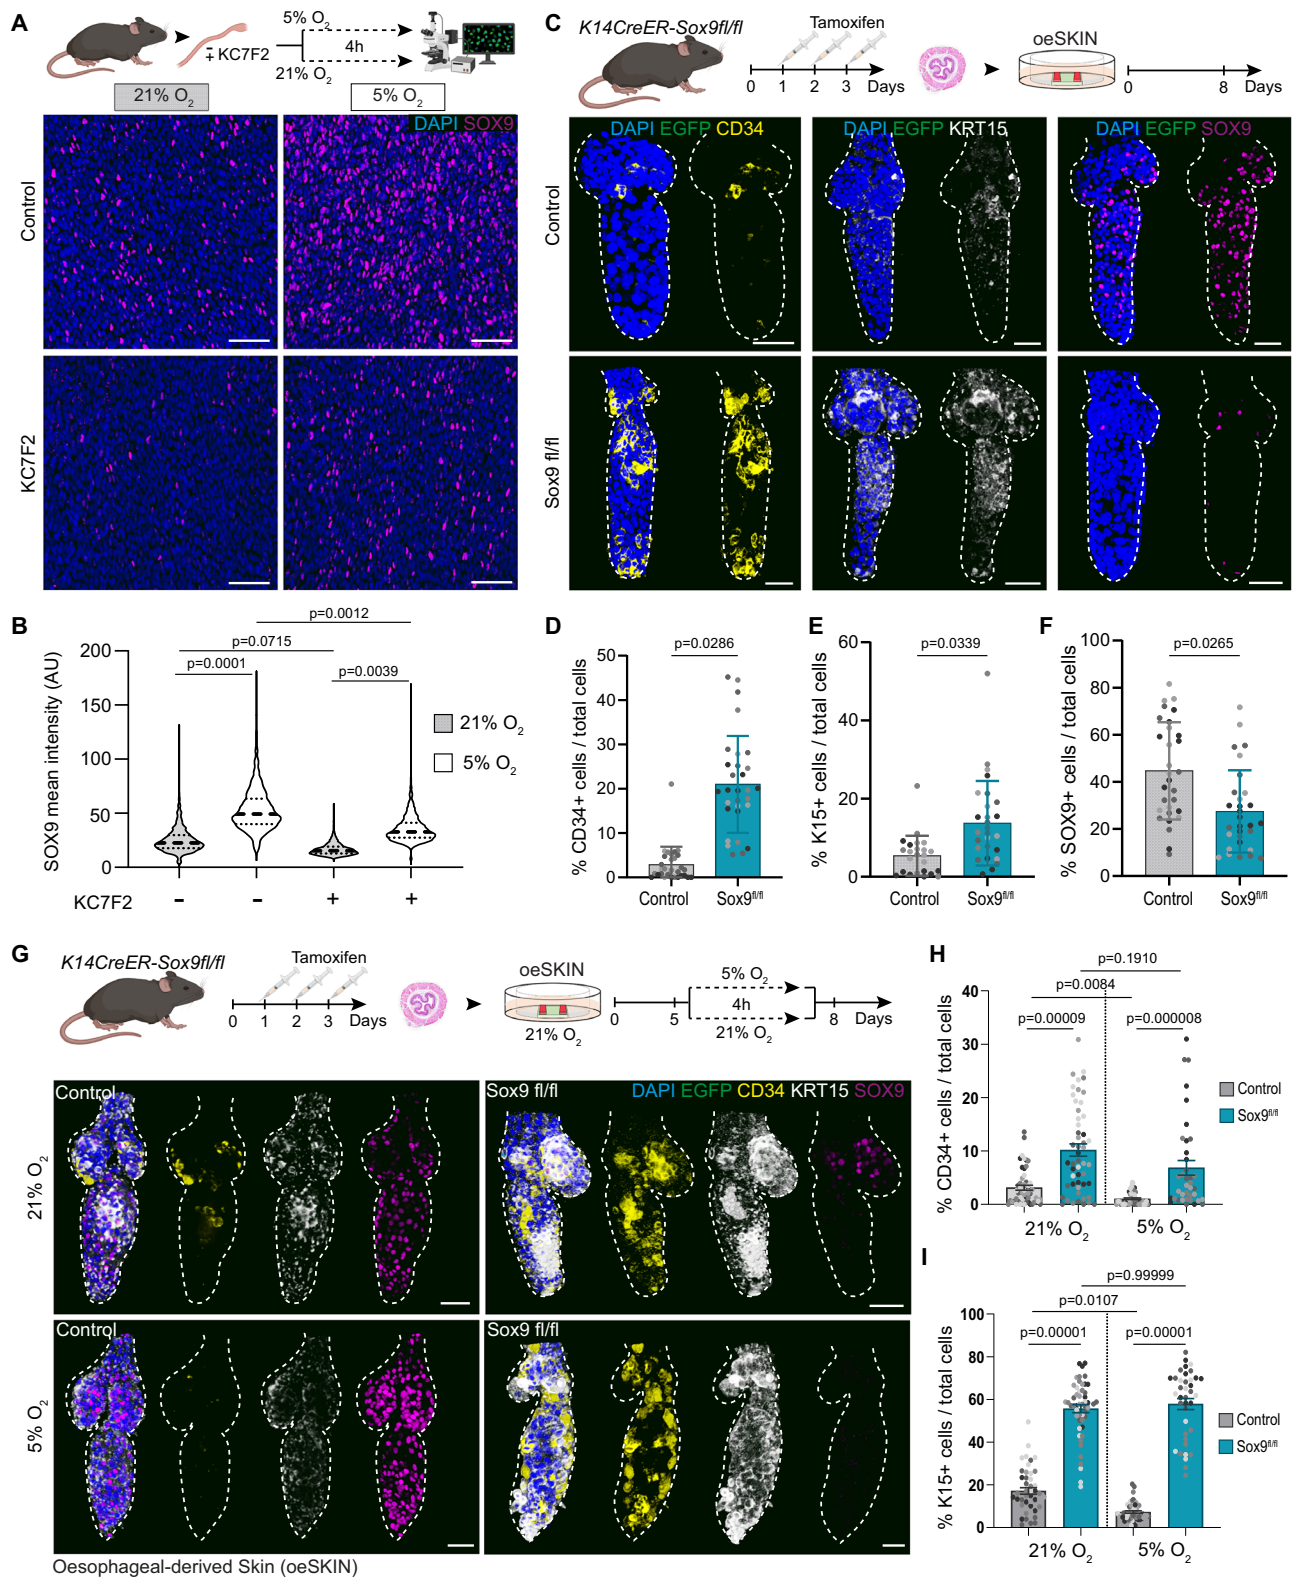 A
- + KC7F2
5% O2
4h
21% O2
21% O2
5% O2
DAPI SOX9
Control
KC7F2
B
SOX9 mean intensity (AU)
200
150
100
50
0
p=0.0012
p=0.0715
p=0.0001
p=0.0039
21% O2
5% O2
KC7F2
- - + +
C
K14CreER-Sox9fl/fl
Tamoxifen
0 1 2 3 Days
oeSKIN
0 8 Days
DAPI EGFP CD34
DAPI EGFP KRT15
DAPI EGFP SOX9
Control
Sox9 fl/fl
D
% CD34+ cells / total cells
50
40
30
20
10
0
p=0.0286
Control Sox9fl/fl
E
% K15+ cells / total cells
60
40
20
0
p=0.0339
Control Sox9fl/fl
F
% SOX9+ cells / total cells
100
80
60
40
20
0
p=0.0265
Control Sox9fl/fl
G
K14CreER-Sox9fl/fl
Tamoxifen
0 1 2 3 Days
oeSKIN
21% O2
0 5 8 Days
5% O2
4h
21% O2
Control
Sox9 fl/fl
DAPI EGFP CD34 KRT15 SOX9
21% O2
Control
Sox9 fl/fl
5% O2
Oesophageal-derived Skin (oeSKIN)
H
% CD34+ cells / total cells
40
30
20
10
0
p=0.1910
p=0.0084
p=0.00009
p=0.000008
21% O2 5% O2
Control
Sox9fl/fl
I
% K15+ cells / total cells
100
80
60
40
20
0
p=0.99999
p=0.0107
p=0.00001
p=0.00001
21% O2 5% O2
Control
Sox9fl/fl